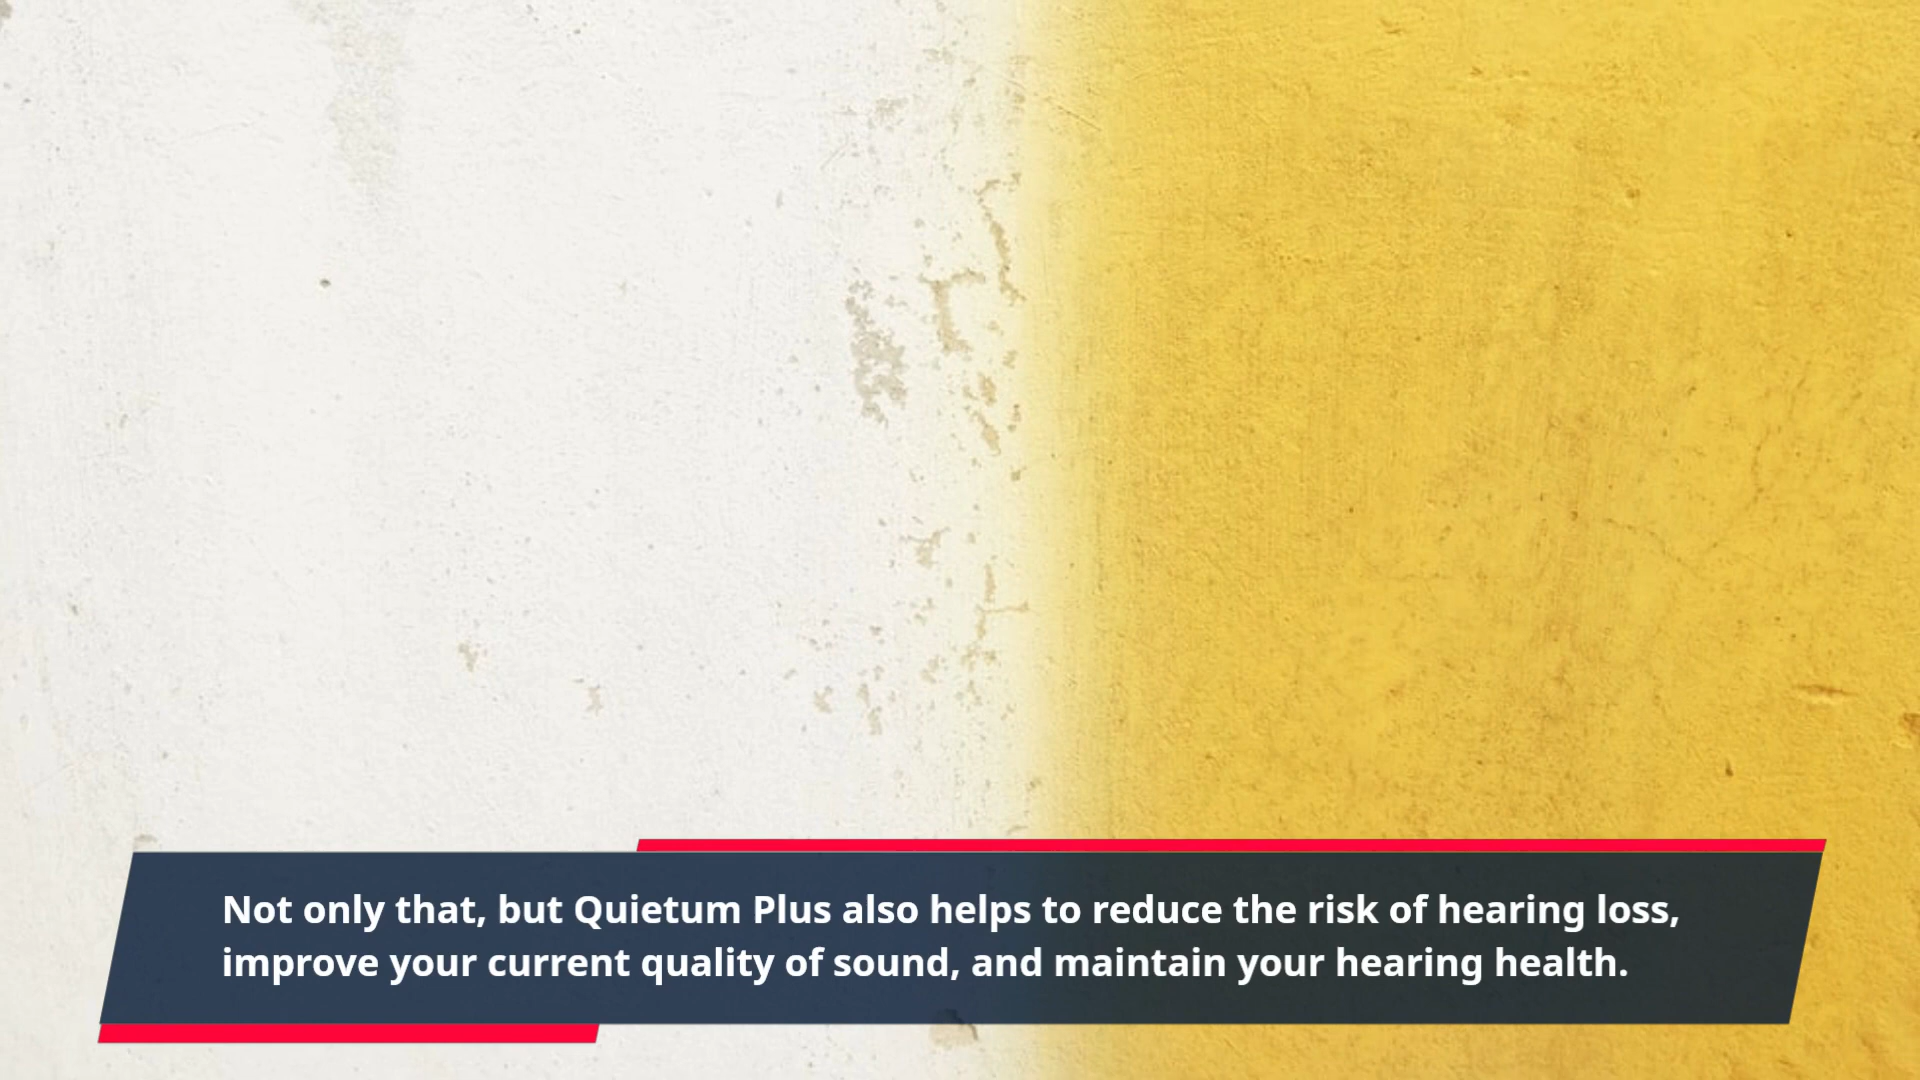 Not only that, but Quietum Plus also helps to reduce the risk of hearing loss,
improve your current quality of sound, and maintain your hearing health.